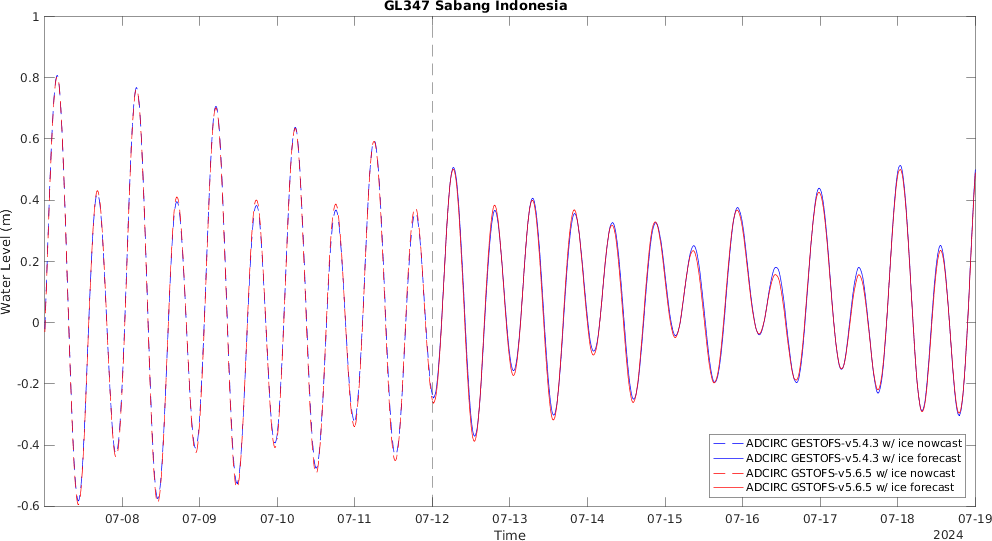 GL347 Sabang Indonesia
1
0.8
0.6
0.4
0.2
0
-0.2
-0.4
-0.6
Water Level (m)
ADCIRC GESTOFS-v5.4.3 w/ ice nowcast
ADCIRC GESTOFS-v5.4.3 w/ ice forecast
ADCIRC GSTOFS-v5.6.5 w/ ice nowcast
ADCIRC GSTOFS-v5.6.5 w/ ice forecast
07-08 07-09 07-10 07-11 07-12 07-13 07-14 07-15 07-16 07-17 07-18 07-19
Time
2024